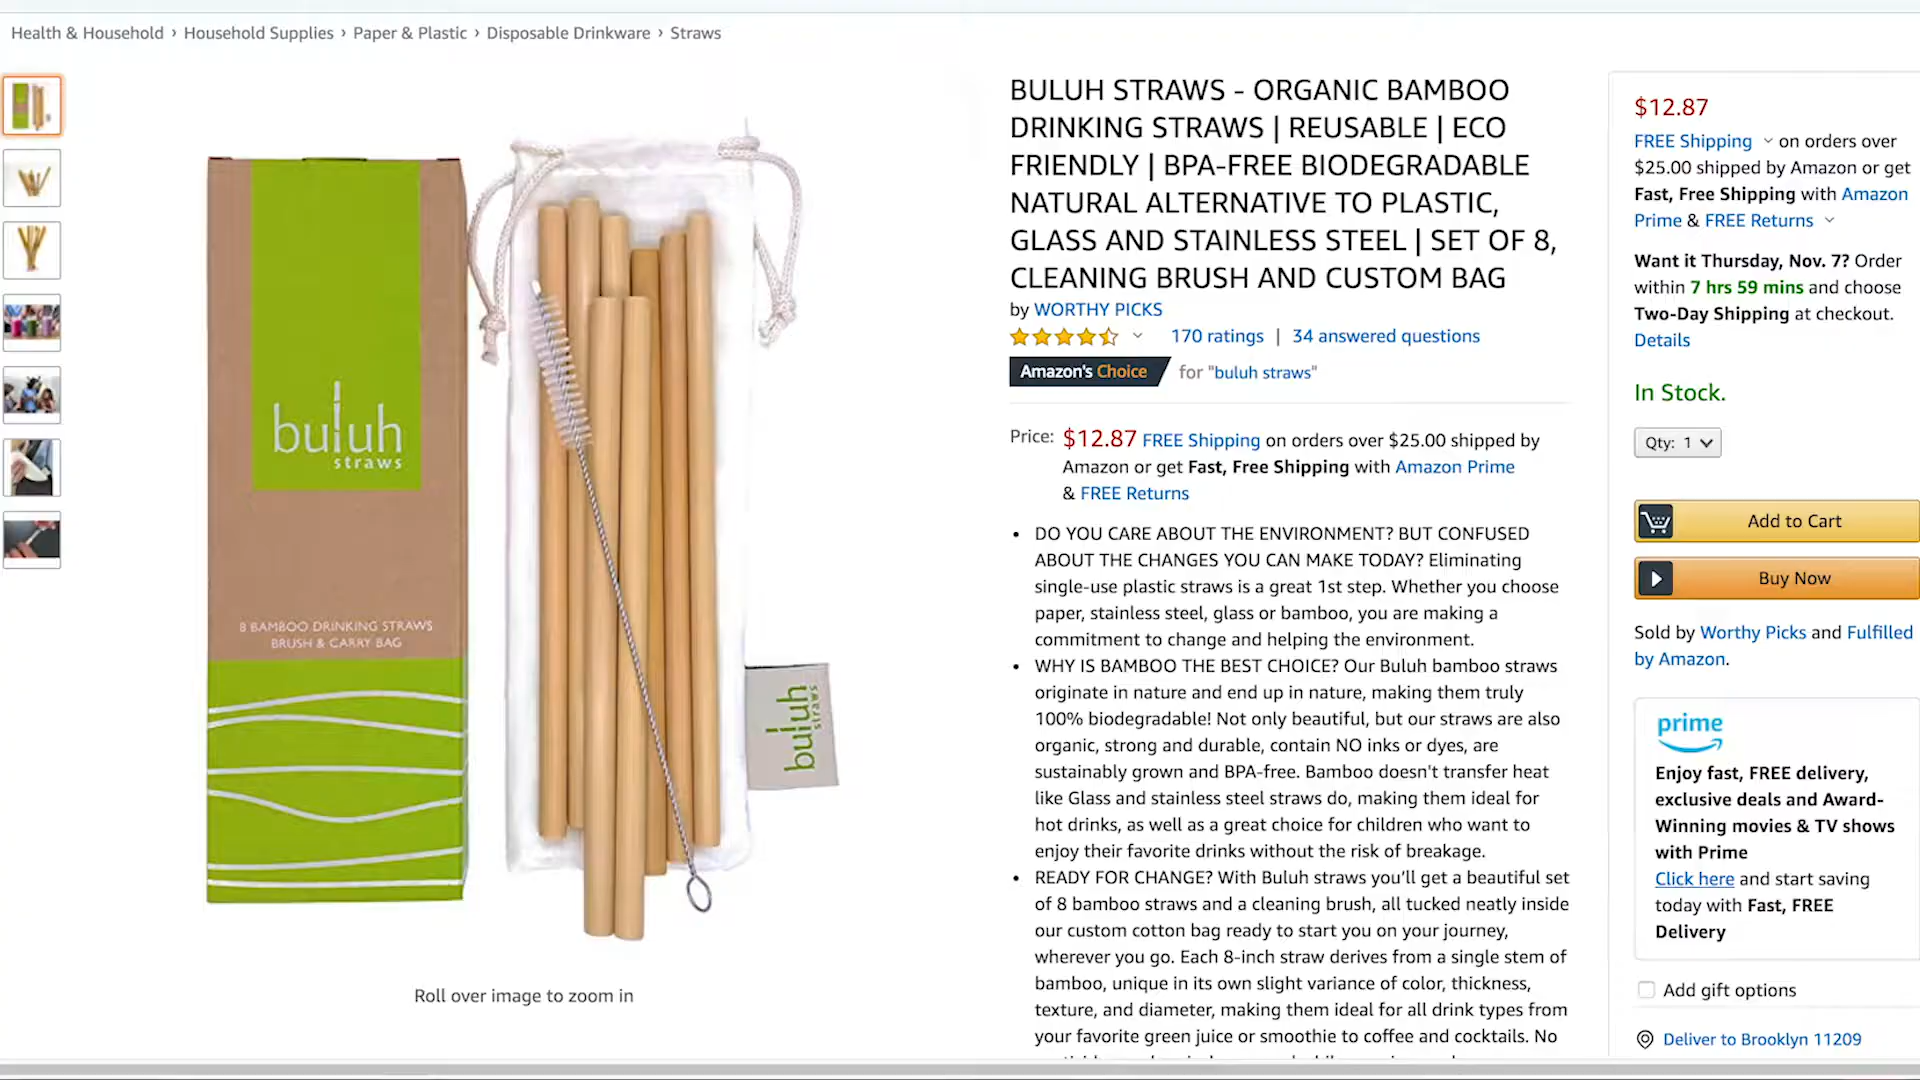 Health & Household › Household Supplies › Paper & Plastic › Disposable Drinkware › Straws
buluh
straws
8 BAMBOO DRINKING STRAWS
BRUSH & CARRY BAG
buluh
straws
Roll over image to zoom in
BULUH STRAWS - ORGANIC BAMBOO
DRINKING STRAWS | REUSABLE | ECO
FRIENDLY | BPA-FREE BIODEGRADABLE
NATURAL ALTERNATIVE TO PLASTIC,
GLASS AND STAINLESS STEEL | SET OF 8,
CLEANING BRUSH AND CUSTOM BAG
by WORTHY PICKS
170 ratings | 34 answered questions
Amazon's Choice for "buluh straws"
Price: $12.87 FREE Shipping on orders over $25.00 shipped by
Amazon or get Fast, Free Shipping with Amazon Prime
& FREE Returns
• DO YOU CARE ABOUT THE ENVIRONMENT? BUT CONFUSED
ABOUT THE CHANGES YOU CAN MAKE TODAY? Eliminating
single-use plastic straws is a great 1st step. Whether you choose
paper, stainless steel, glass or bamboo, you are making a
commitment to change and helping the environment.
• WHY IS BAMBOO THE BEST CHOICE? Our Buluh bamboo straws
originate in nature and end up in nature, making them truly
100% biodegradable! Not only beautiful, but our straws are also
organic, strong and durable, contain NO inks or dyes, are
sustainably grown and BPA-free. Bamboo doesn't transfer heat
like Glass and stainless steel straws do, making them ideal for
hot drinks, as well as a great choice for children who want to
enjoy their favorite drinks without the risk of breakage.
• READY FOR CHANGE? With Buluh straws you’ll get a beautiful set
of 8 bamboo straws and a cleaning brush, all tucked neatly inside
our custom cotton bag ready to start you on your journey,
wherever you go. Each 8-inch straw derives from a single stem of
bamboo, unique in its own slight variance of color, thickness,
texture, and diameter, making them ideal for all drink types from
your favorite green juice or smoothie to coffee and cocktails. No
$12.87
FREE Shipping on orders over
$25.00 shipped by Amazon or get
Fast, Free Shipping with Amazon
Prime & FREE Returns
Want it Thursday, Nov. 7? Order
within 7 hrs 59 mins and choose
Two-Day Shipping at checkout.
Details
In Stock.
Qty: 1
Add to Cart
Buy Now
Sold by Worthy Picks and Fulfilled
by Amazon.
prime
Enjoy fast, FREE delivery,
exclusive deals and Award-
Winning movies & TV shows
with Prime
Click here and start saving
today with Fast, FREE
Delivery
Add gift options
Deliver to Brooklyn 11209